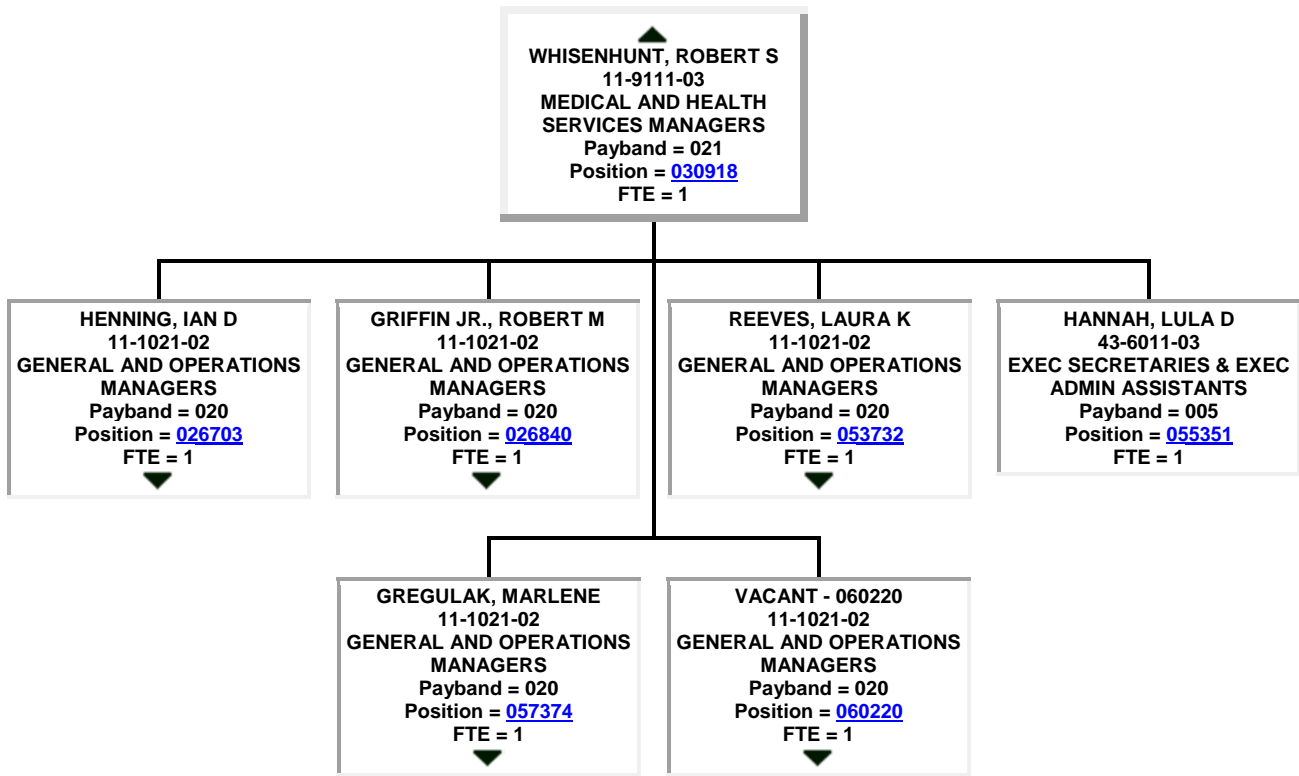 WHISENHUNT, ROBERT S
11-9111-03
MEDICAL AND HEALTH
SERVICES MANAGERS
Payband = 021
Position = 030918
FTE = 1
HENNING, IAN D
11-1021-02
GENERAL AND OPERATIONS
MANAGERS
Payband = 020
Position = 026703
FTE = 1
GRIFFIN JR., ROBERT M
11-1021-02
GENERAL AND OPERATIONS
MANAGERS
Payband = 020
Position = 026840
FTE = 1
REEVES, LAURA K
11-1021-02
GENERAL AND OPERATIONS
MANAGERS
Payband = 020
Position = 053732
FTE = 1
HANNAH, LULA D
43-6011-03
EXEC SECRETARIES & EXEC
ADMIN ASSISTANTS
Payband = 005
Position = 055351
FTE = 1
GREGULAK, MARLENE
11-1021-02
GENERAL AND OPERATIONS
MANAGERS
Payband = 020
Position = 057374
FTE = 1
VACANT - 060220
11-1021-02
GENERAL AND OPERATIONS
MANAGERS
Payband = 020
Position = 060220
FTE = 1